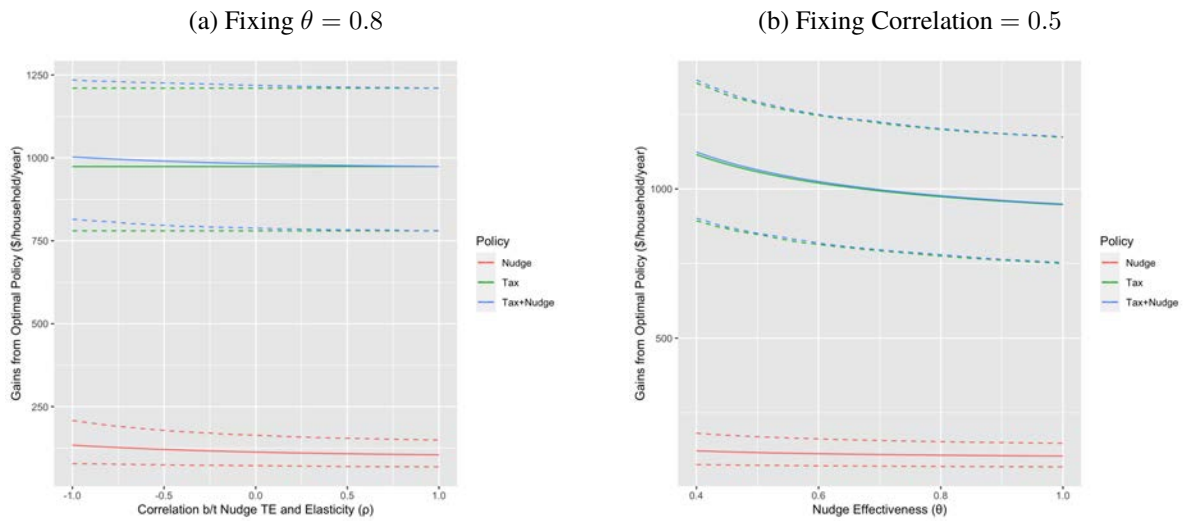 (a) Fixing θ = 0.8
Gains from Optimal Policy ($/household/year)
1250
1000
750
500
250
-1.0
-0.5
0.0
0.5
1.0
Correlation b/t Nudge TE and Elasticity (ρ)
Policy
Nudge
Tax
Tax+Nudge
(b) Fixing Correlation = 0.5
Gains from Optimal Policy ($/household/year)
1000
500
0.4
0.6
0.8
1.0
Nudge Effectiveness (θ)
Policy
Nudge
Tax
Tax+Nudge